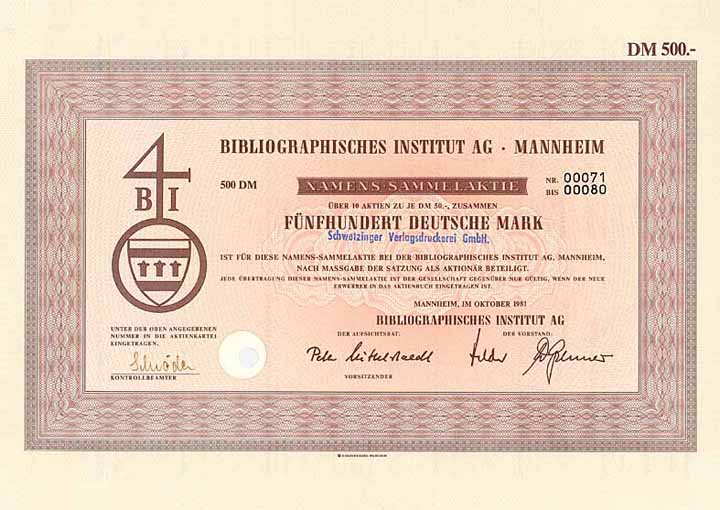 DM 500.-
4
B I
BIBLIOGRAPHISCHES INSTITUT AG · MANNHEIM
500 DM NAMENS-SAMMELAKTIE NR. 00071
BIS 00080
ÜBER 10 AKTIEN ZU JE DM 50.-, ZUSAMMEN
FÜNFHUNDERT DEUTSCHE MARK
Schwetzinger Verlagsdruckerei GmbH.
IST FÜR DIESE NAMENS-SAMMELAKTIE BEI DER BIBLIOGRAPHISCHES INSTITUT AG, MANNHEIM,
NACH MASSGABE DER SATZUNG ALS AKTIONÄR BETEILIGT.
JEDE ÜBERTRAGUNG DIESER NAMENS-SAMMELAKTIE IST DER GESELLSCHAFT GEGENÜBER NUR GÜLTIG, WENN DER NEUE
ERWERBER IN DAS AKTIENBUCH EINGETRAGEN IST.
MANNHEIM, IM OKTOBER 1981
BIBLIOGRAPHISCHES INSTITUT AG
DER AUFSICHTSRAT: DER VORSTAND:
VORSITZENDER
UNTER DER OBEN ANGEGEBENEN
NUMMER IN DIE AKTIENKARTEI
EINGETRAGEN.
KONTROLLBEAMTER